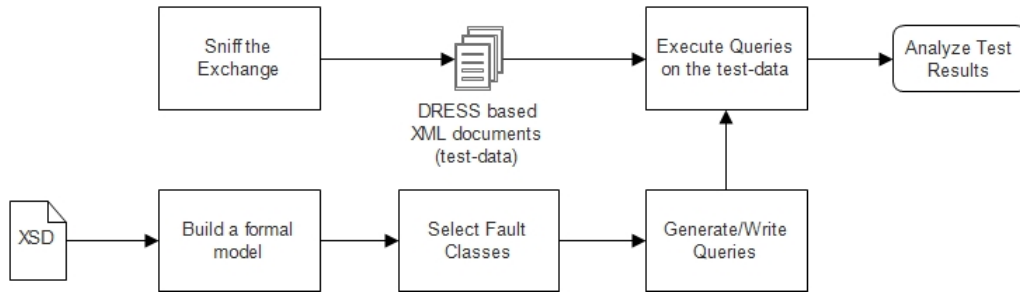 Sniff the
Exchange
DRESS based
XML documents
(test-data)
Execute Queries
on the test-data
Analyze Test
Results
XSD
Build a formal
model
Select Fault
Classes
Generate/Write
Queries